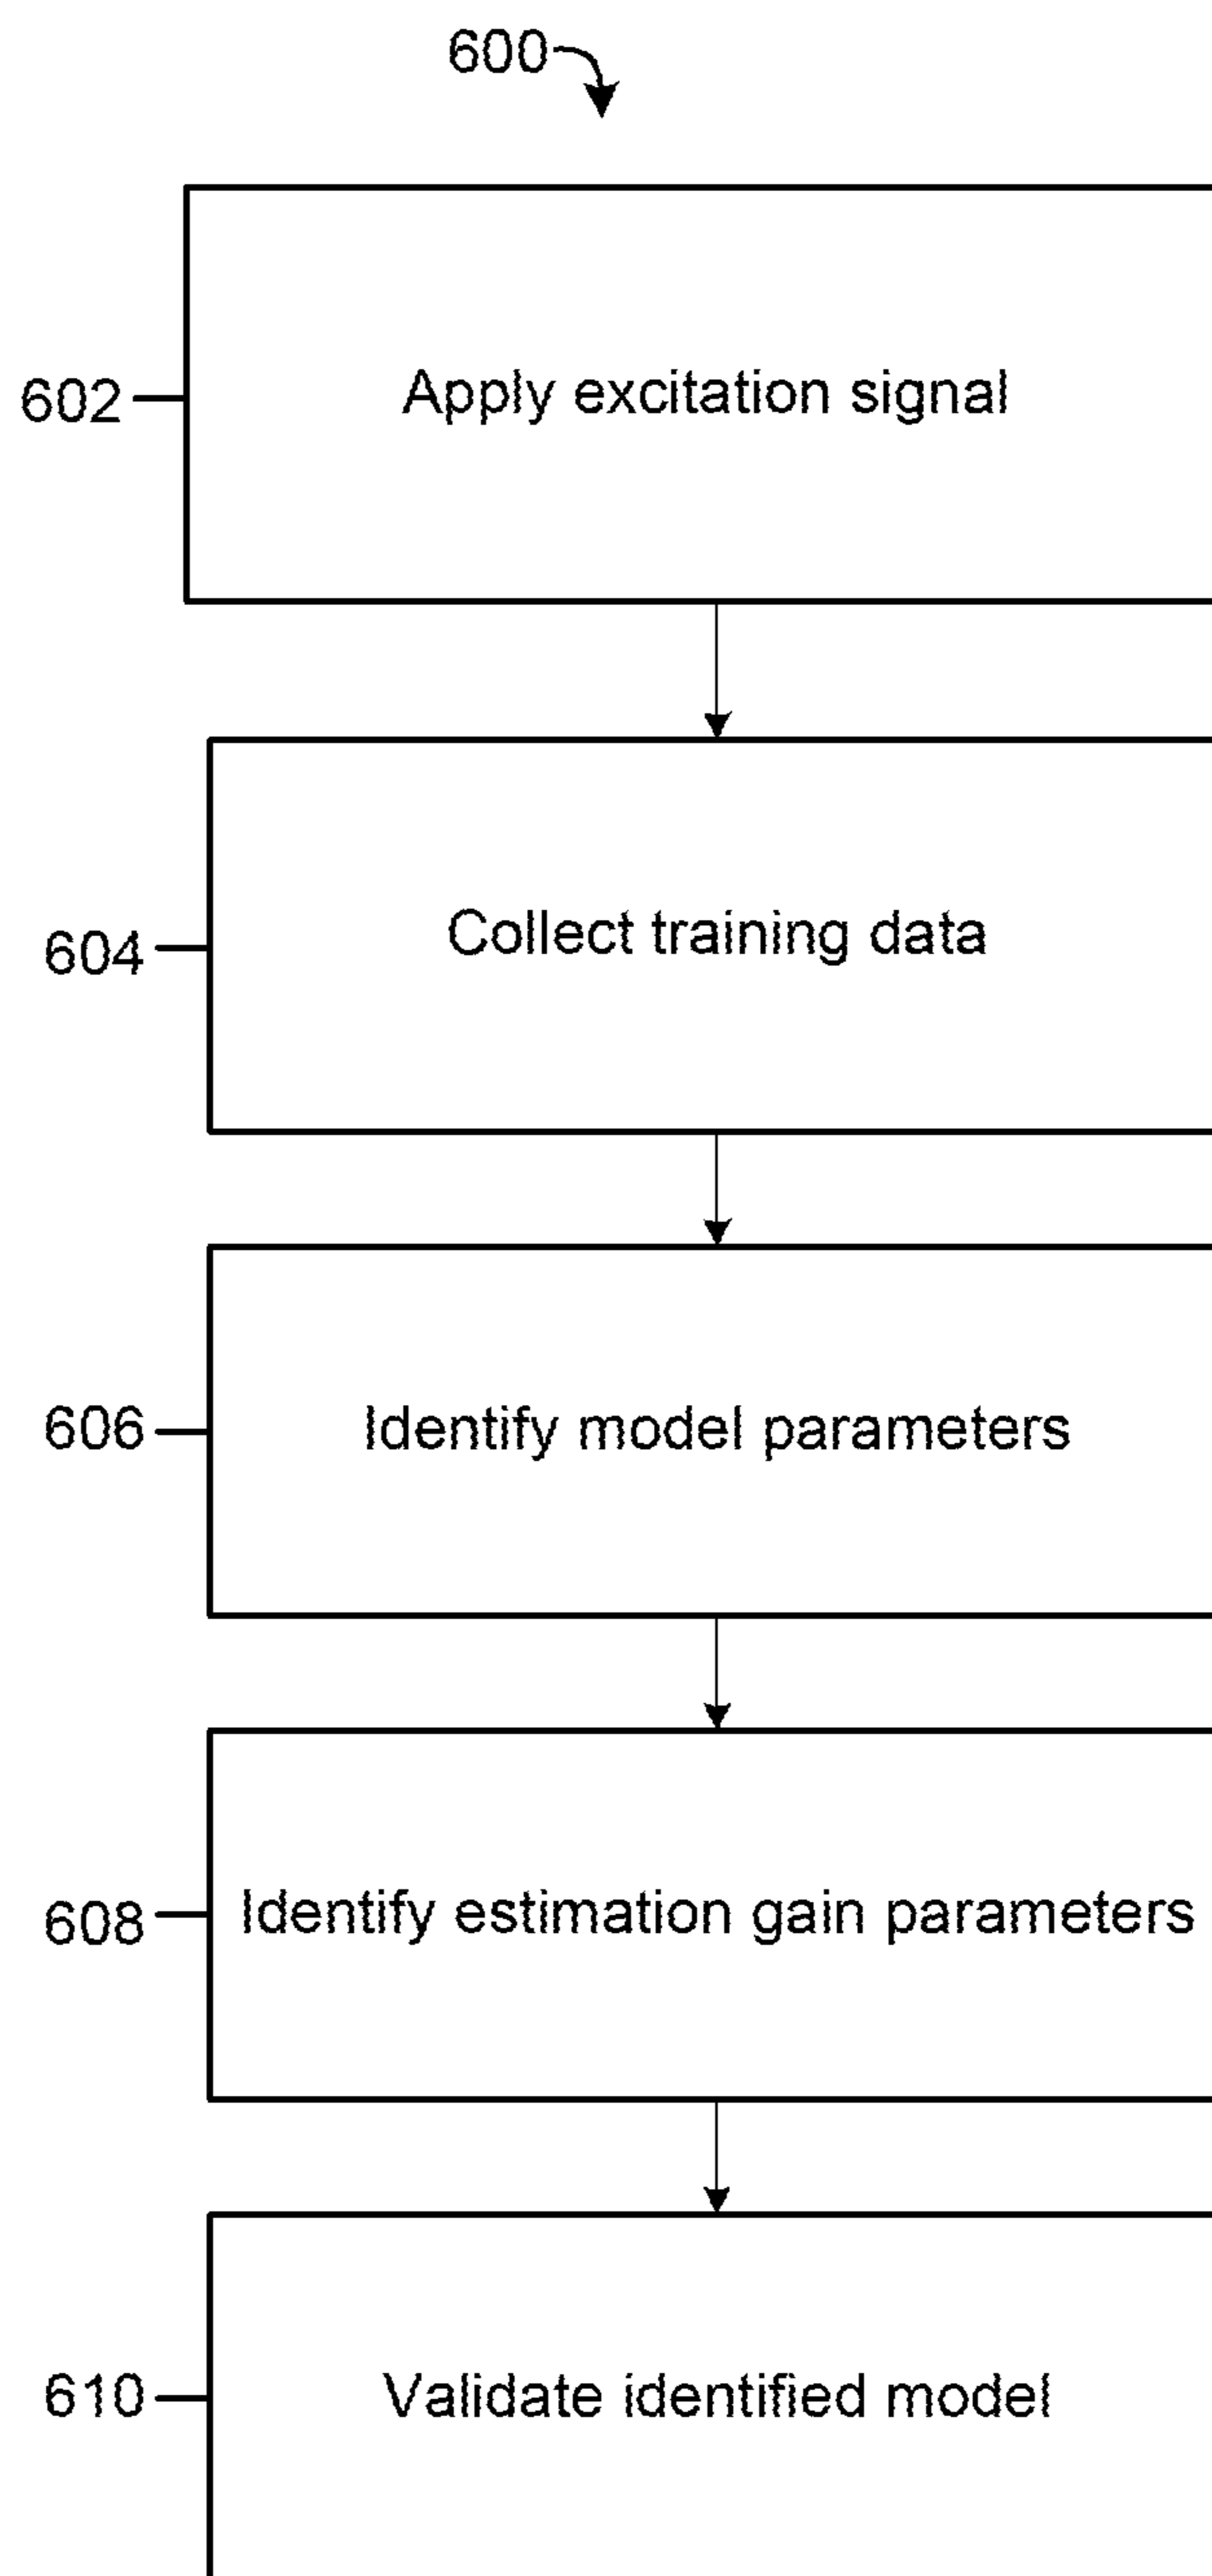 600
602
Apply excitation signal
604
Collect training data
606
Identify model parameters
608
Identify estimation gain parameters
610
Validate identified model